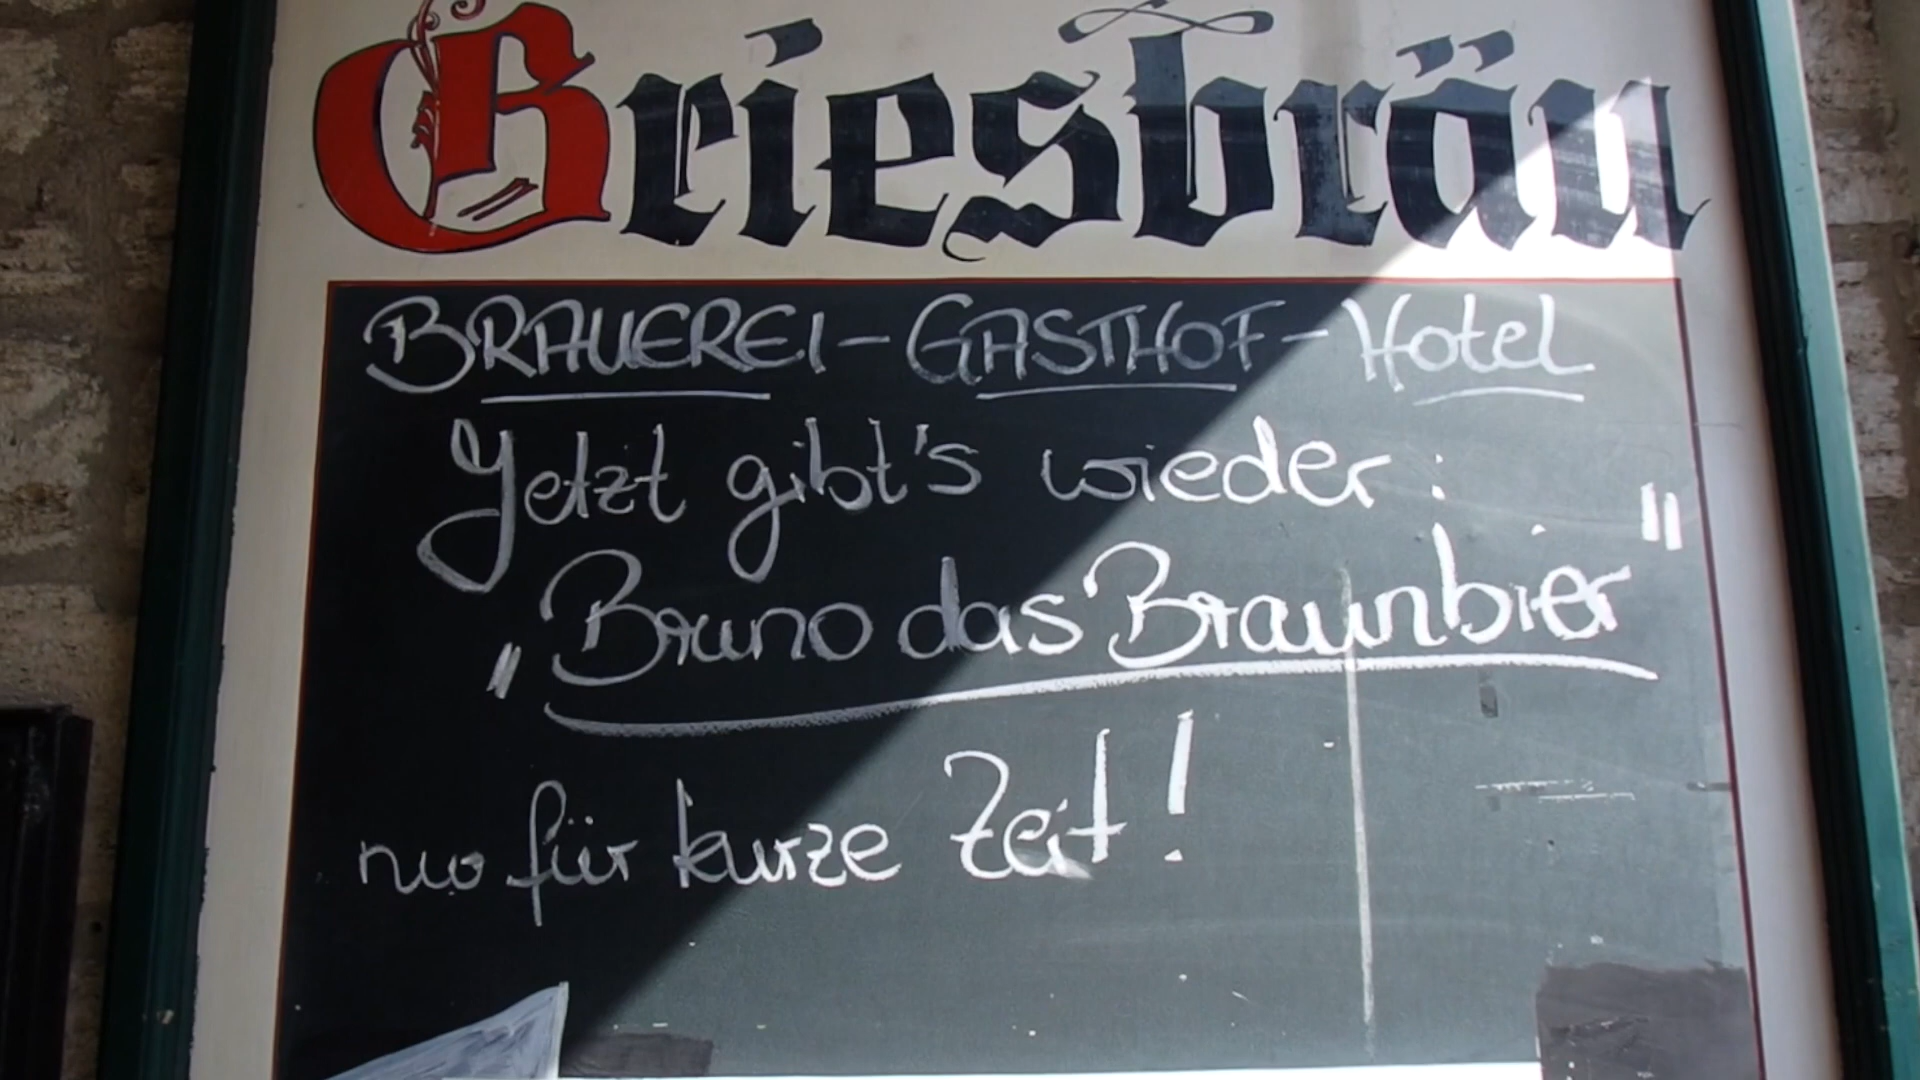 Griesbräu
BRAUEREI - GASTHOF - Hotel
Jetzt gibt's wieder :
„Bruno das Braunbier"
nur für kurze Zeit!